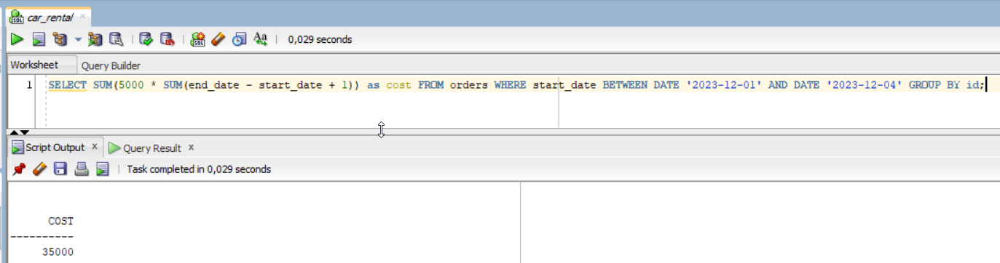 car_rental
0,029 seconds
Worksheet Query Builder
1 SELECT SUM(5000 * SUM(end_date - start_date + 1)) as cost FROM orders WHERE start_date BETWEEN DATE '2023-12-01' AND DATE '2023-12-04' GROUP BY id;
Script Output x Query Result x
Task completed in 0,029 seconds
COST
----------
35000